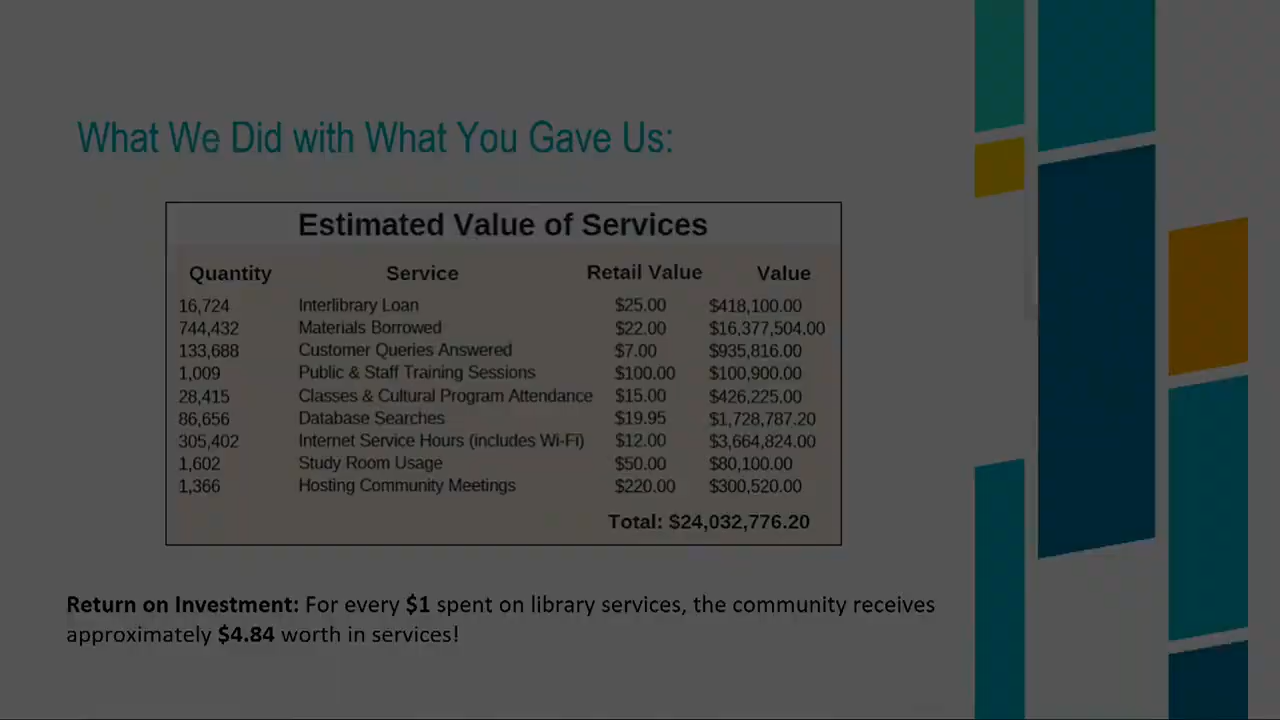 What We Did with What You Gave Us:
Estimated Value of Services
Quantity Service Retail Value Value
16,724 Interlibrary Loan $25.00 $418,100.00
744,432 Materials Borrowed $22.00 $16,377,504.00
133,688 Customer Queries Answered $7.00 $935,816.00
1,009 Public & Staff Training Sessions $100.00 $100,900.00
28,415 Classes & Cultural Program Attendance $15.00 $426,225.00
86,656 Database Searches $19.95 $1,728,787.20
305,402 Internet Service Hours (includes Wi-Fi) $12.00 $3,664,824.00
1,602 Study Room Usage $50.00 $80,100.00
1,366 Hosting Community Meetings $220.00 $300,520.00
Total: $24,032,776.20
Return on Investment: For every $1 spent on library services, the community receives
approximately $4.84 worth in services!